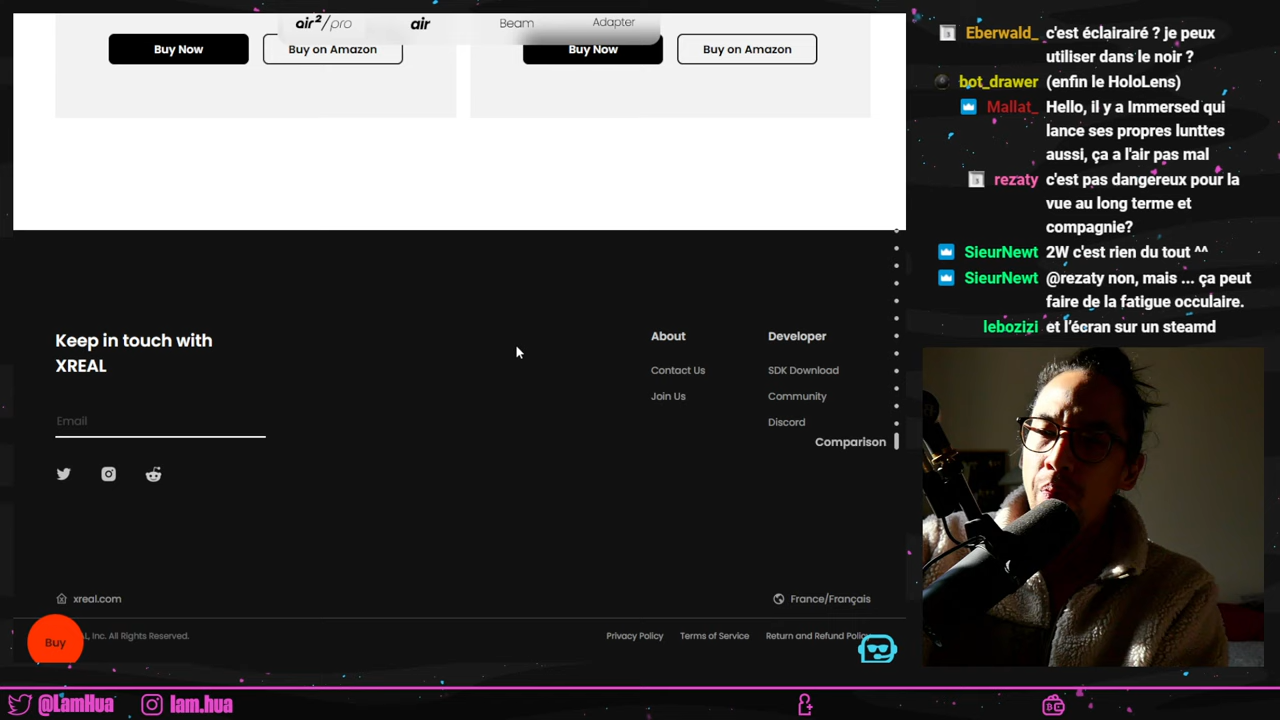 air²/pro
air
Beam
Adapter
Buy Now
Buy on Amazon
Buy Now
Buy on Amazon
Keep in touch with
XREAL
Email
About
Contact Us
Join Us
Developer
SDK Download
Community
Discord
Comparison
xreal.com
France/Français
Buy
L, Inc. All Rights Reserved.
Privacy Policy
Terms of Service
Return and Refund Policy
Eberwald_ c'est éclairairé ? je peux
utiliser dans le noir ?
bot_drawer (enfin le HoloLens)
Mallat_ Hello, il y a Immersed qui
lance ses propres lunttes
aussi, ça a l'air pas mal
rezaty c'est pas dangereux pour la
vue au long terme et
compagnie?
SieurNewt 2W c'est rien du tout ^^
SieurNewt @rezaty non, mais ... ça peut
faire de la fatigue occulaire.
lebozizi et l'écran sur un steamd
@LamHua
lam.hua